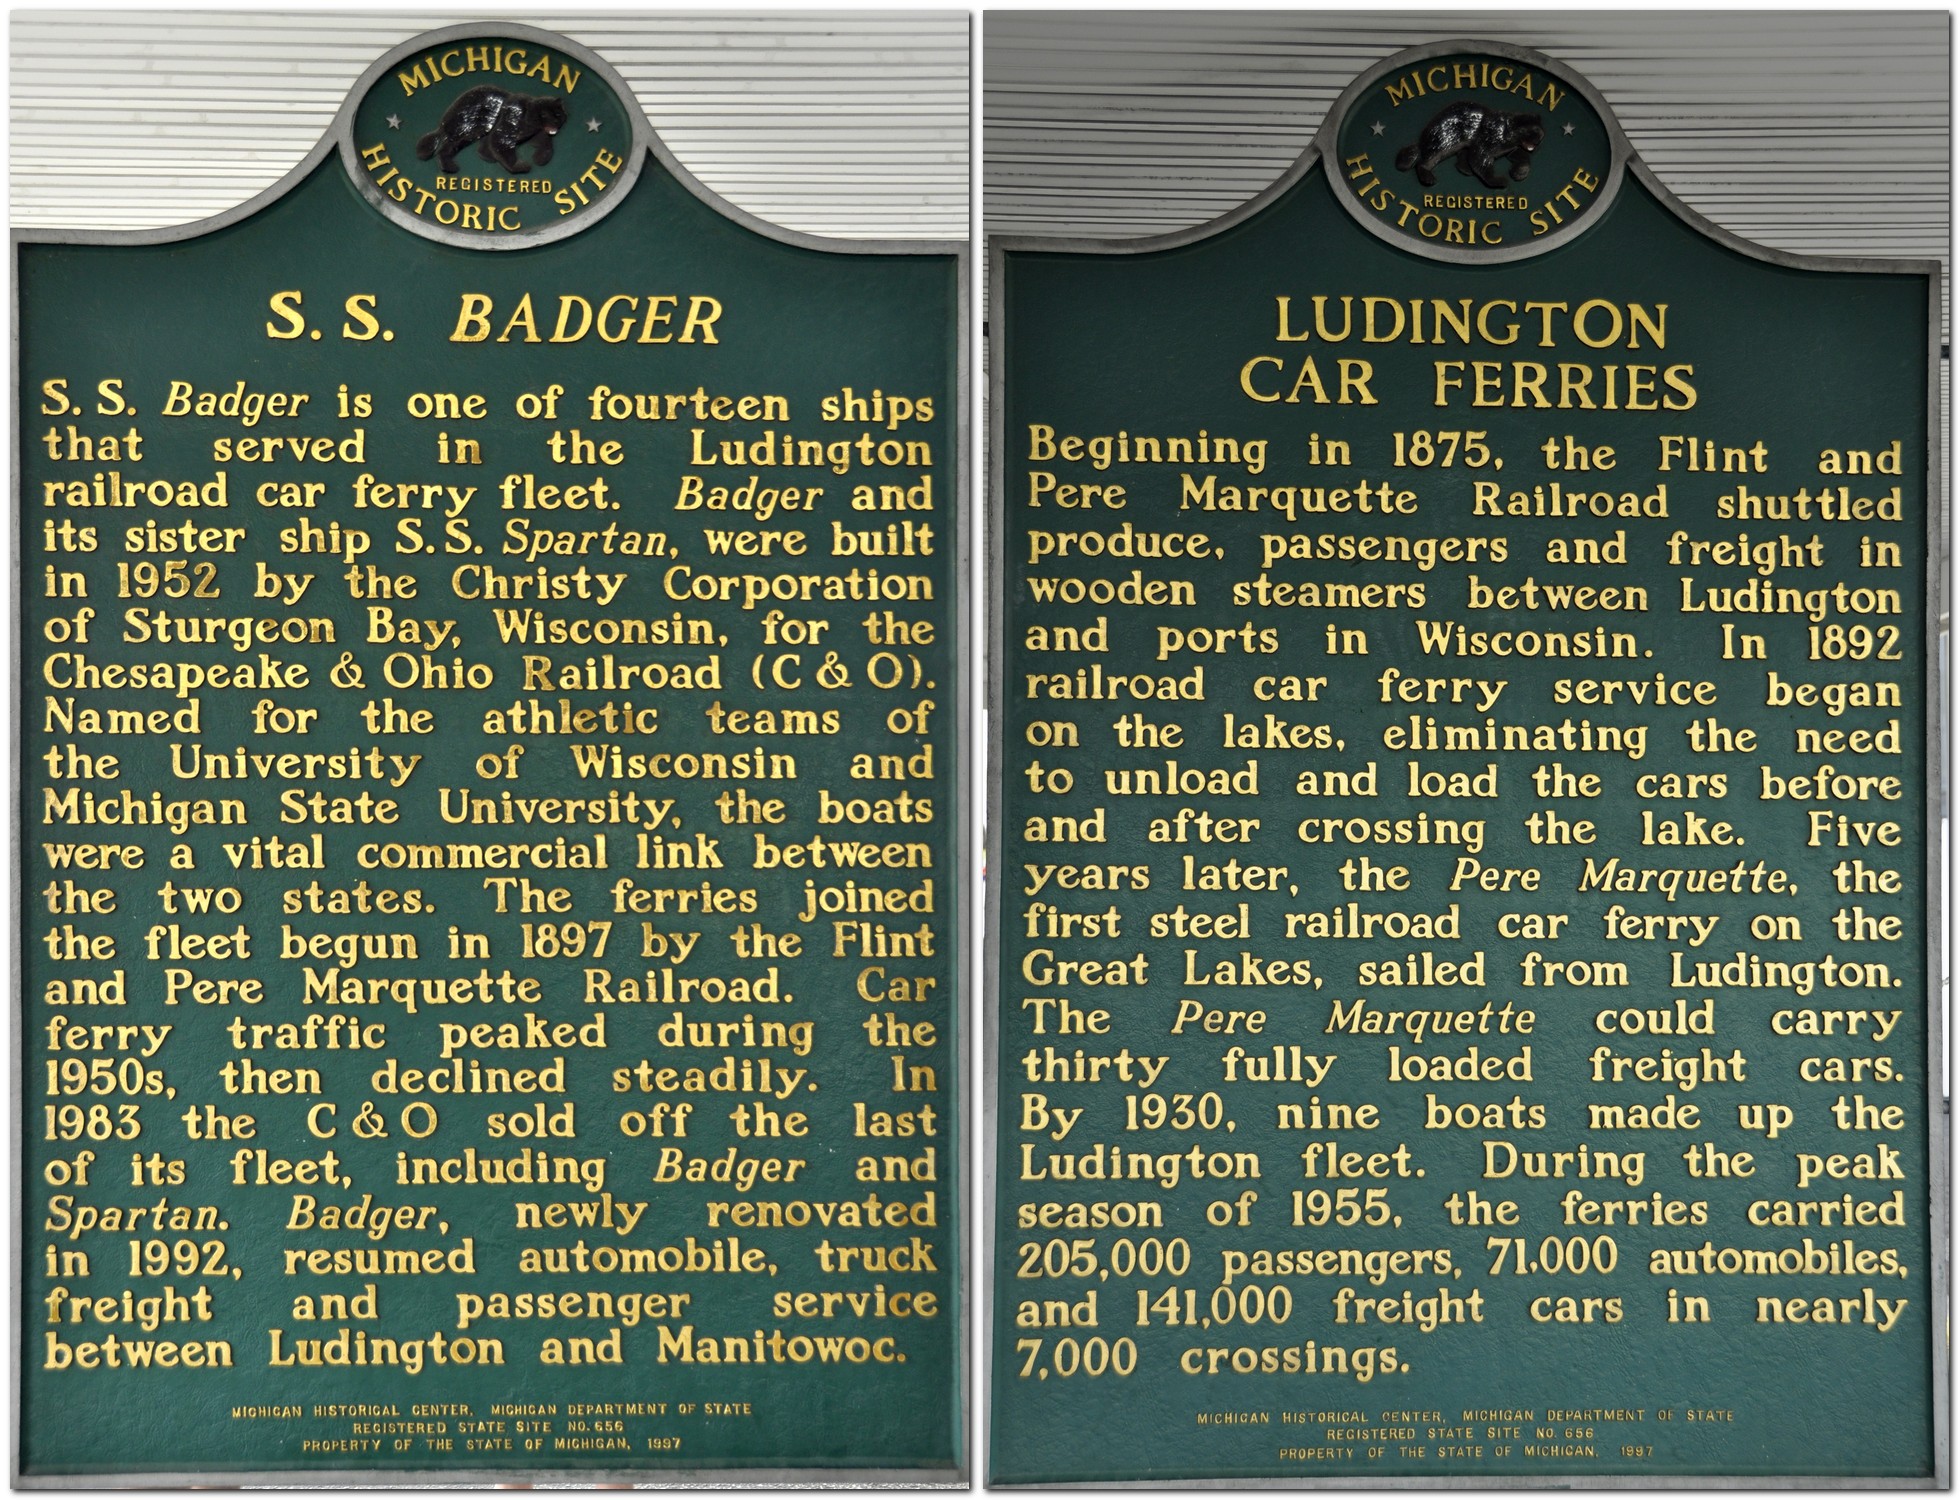 MICHIGAN
REGISTERED
HISTORIC SITE
S. S. BADGER
S. S. Badger is one of fourteen ships
that served in the Ludington
railroad car ferry fleet. Badger and
its sister ship S. S. Spartan, were built
in 1952 by the Christy Corporation
of Sturgeon Bay, Wisconsin, for the
Chesapeake & Ohio Railroad (C & O).
Named for the athletic teams of
the University of Wisconsin and
Michigan State University, the boats
were a vital commercial link between
the two states. The ferries joined
the fleet begun in 1897 by the Flint
and Pere Marquette Railroad. Car
ferry traffic peaked during the
1950s, then declined steadily. In
1983 the C & O sold off the last
of its fleet, including Badger and
Spartan. Badger, newly renovated
in 1992, resumed automobile, truck
freight and passenger service
between Ludington and Manitowoc.
MICHIGAN HISTORICAL CENTER, MICHIGAN DEPARTMENT OF STATE
REGISTERED STATE SITE NO. 656
PROPERTY OF THE STATE OF MICHIGAN, 1997
MICHIGAN
REGISTERED
HISTORIC SITE
LUDINGTON
CAR FERRIES
Beginning in 1875, the Flint and
Pere Marquette Railroad shuttled
produce, passengers and freight in
wooden steamers between Ludington
and ports in Wisconsin. In 1892
railroad car ferry service began
on the lakes, eliminating the need
to unload and load the cars before
and after crossing the lake. Five
years later, the Pere Marquette, the
first steel railroad car ferry on the
Great Lakes, sailed from Ludington.
The Pere Marquette could carry
thirty fully loaded freight cars.
By 1930, nine boats made up the
Ludington fleet. During the peak
season of 1955, the ferries carried
205,000 passengers, 71,000 automobiles,
and 141,000 freight cars in nearly
7,000 crossings.
MICHIGAN HISTORICAL CENTER, MICHIGAN DEPARTMENT OF STATE
REGISTERED STATE SITE NO. 656
PROPERTY OF THE STATE OF MICHIGAN, 1997